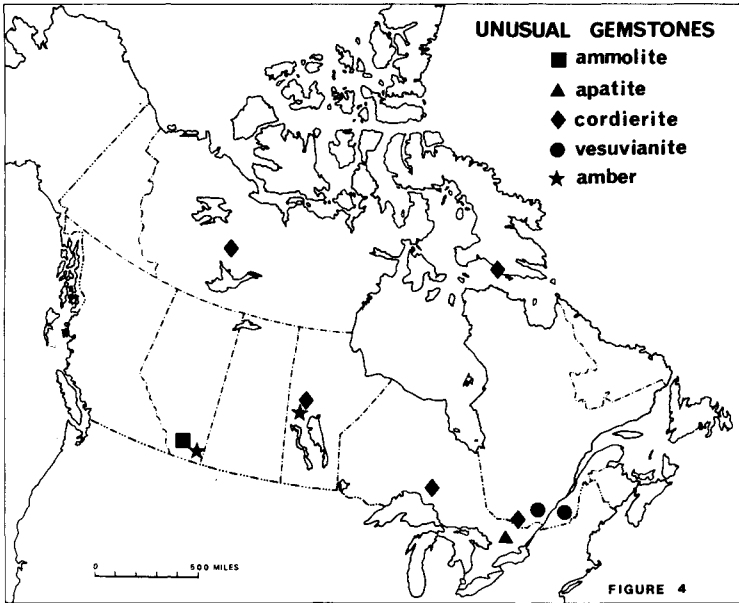 UNUSUAL GEMSTONES
ammolite
apatite
cordierite
vesuvianite
amber
0 500 MILES
FIGURE 4